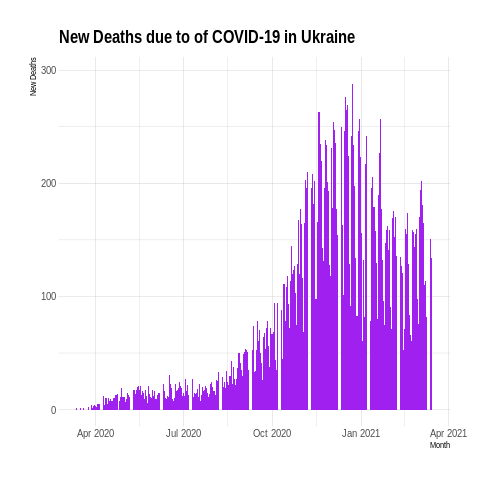 New Deaths due to of COVID-19 in Ukraine
New Deaths
300
200
100
0
Apr 2020 Jul 2020 Oct 2020 Jan 2021 Apr 2021
Month